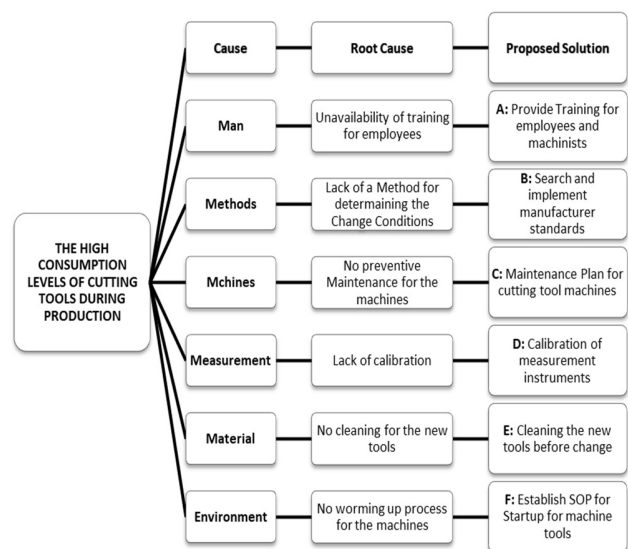 Cause
Root Cause
Proposed Solution
Man
Unavailability of training
for employees
A: Provide Training for
employees and
machinists
Methods
Lack of a Method for
determining the
Change Conditions
B: Search and
implement
manufacturer
standards
THE HIGH
CONSUMPTION
LEVELS OF CUTTING
TOOLS DURING
PRODUCTION
Mchines
No preventive
Maintenance for the
machines
C: Maintenance Plan for
cutting tool machines
Measurement
Lack of calibration
D: Calibration of
measurement
instruments
Material
No cleaning for the new
tools
E: Cleaning the new
tools before change
Environment
No worming up process
for the machines
F: Establish SOP for
Startup for machine
tools